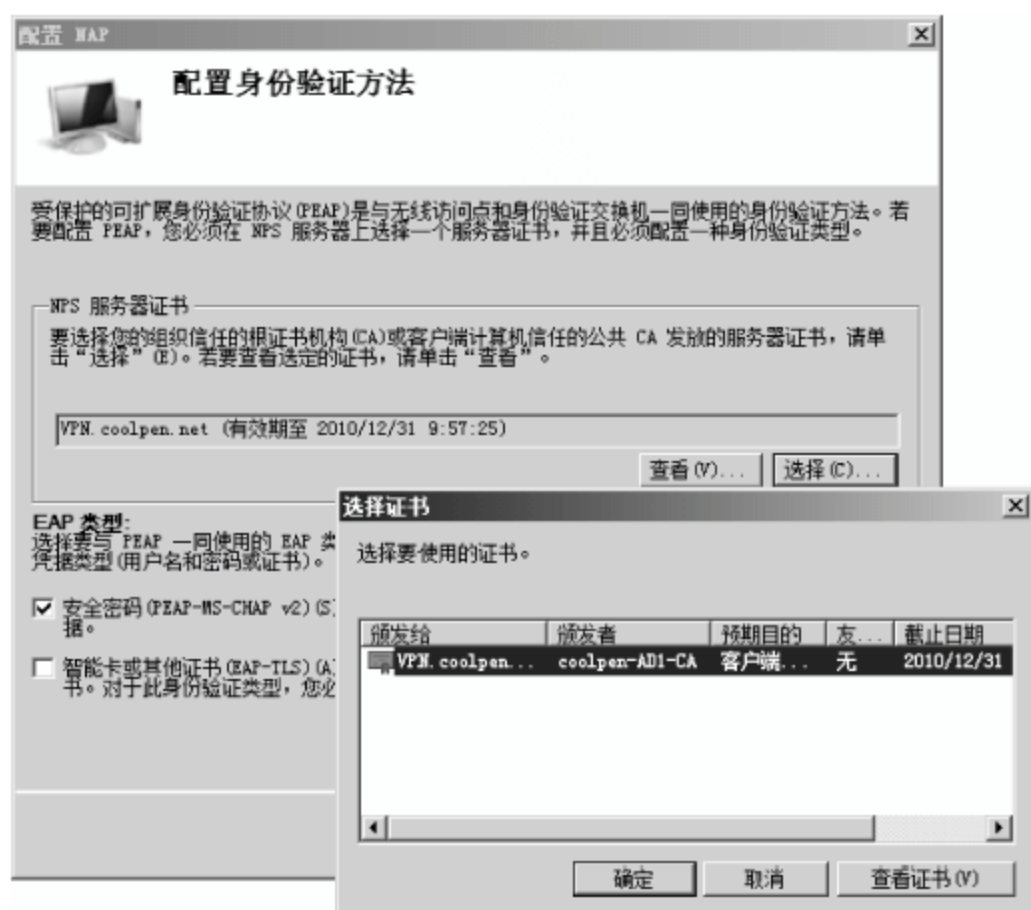 配置 NAP
配置身份验证方法
受保护的可扩展身份验证协议(PEAP)是与无线访问点和身份验证交换机一同使用的身份验证方法。若
要配置 PEAP，您必须在 NPS 服务器上选择一个服务器证书，并且必须配置一种身份验证类型。
NPS 服务器证书
要选择您的组织信任的根证书机构(CA)或客户端计算机信任的公共 CA 发放的服务器证书，请单
击“选择”(E)。若要查看选定的证书，请单击“查看”。
VPN.coolpen.net (有效期至 2010/12/31 9:57:25)
查看(V)... 选择(C)...
EAP 类型:
选择要与 PEAP 一同使用的 EAP 类
凭据类型(用户名和密码或证书)。
安全密码(PEAP-MS-CHAP v2)(S)
据。
智能卡或其他证书(EAP-TLS)(A)
书。对于此身份验证类型，您必
选择证书
选择要使用的证书。
颁发给 颁发者 预期目的 友... 截止日期
VPN.coolpen... coolpen-AD1-CA 客户端... 无 2010/12/31
确定 取消 查看证书(V)